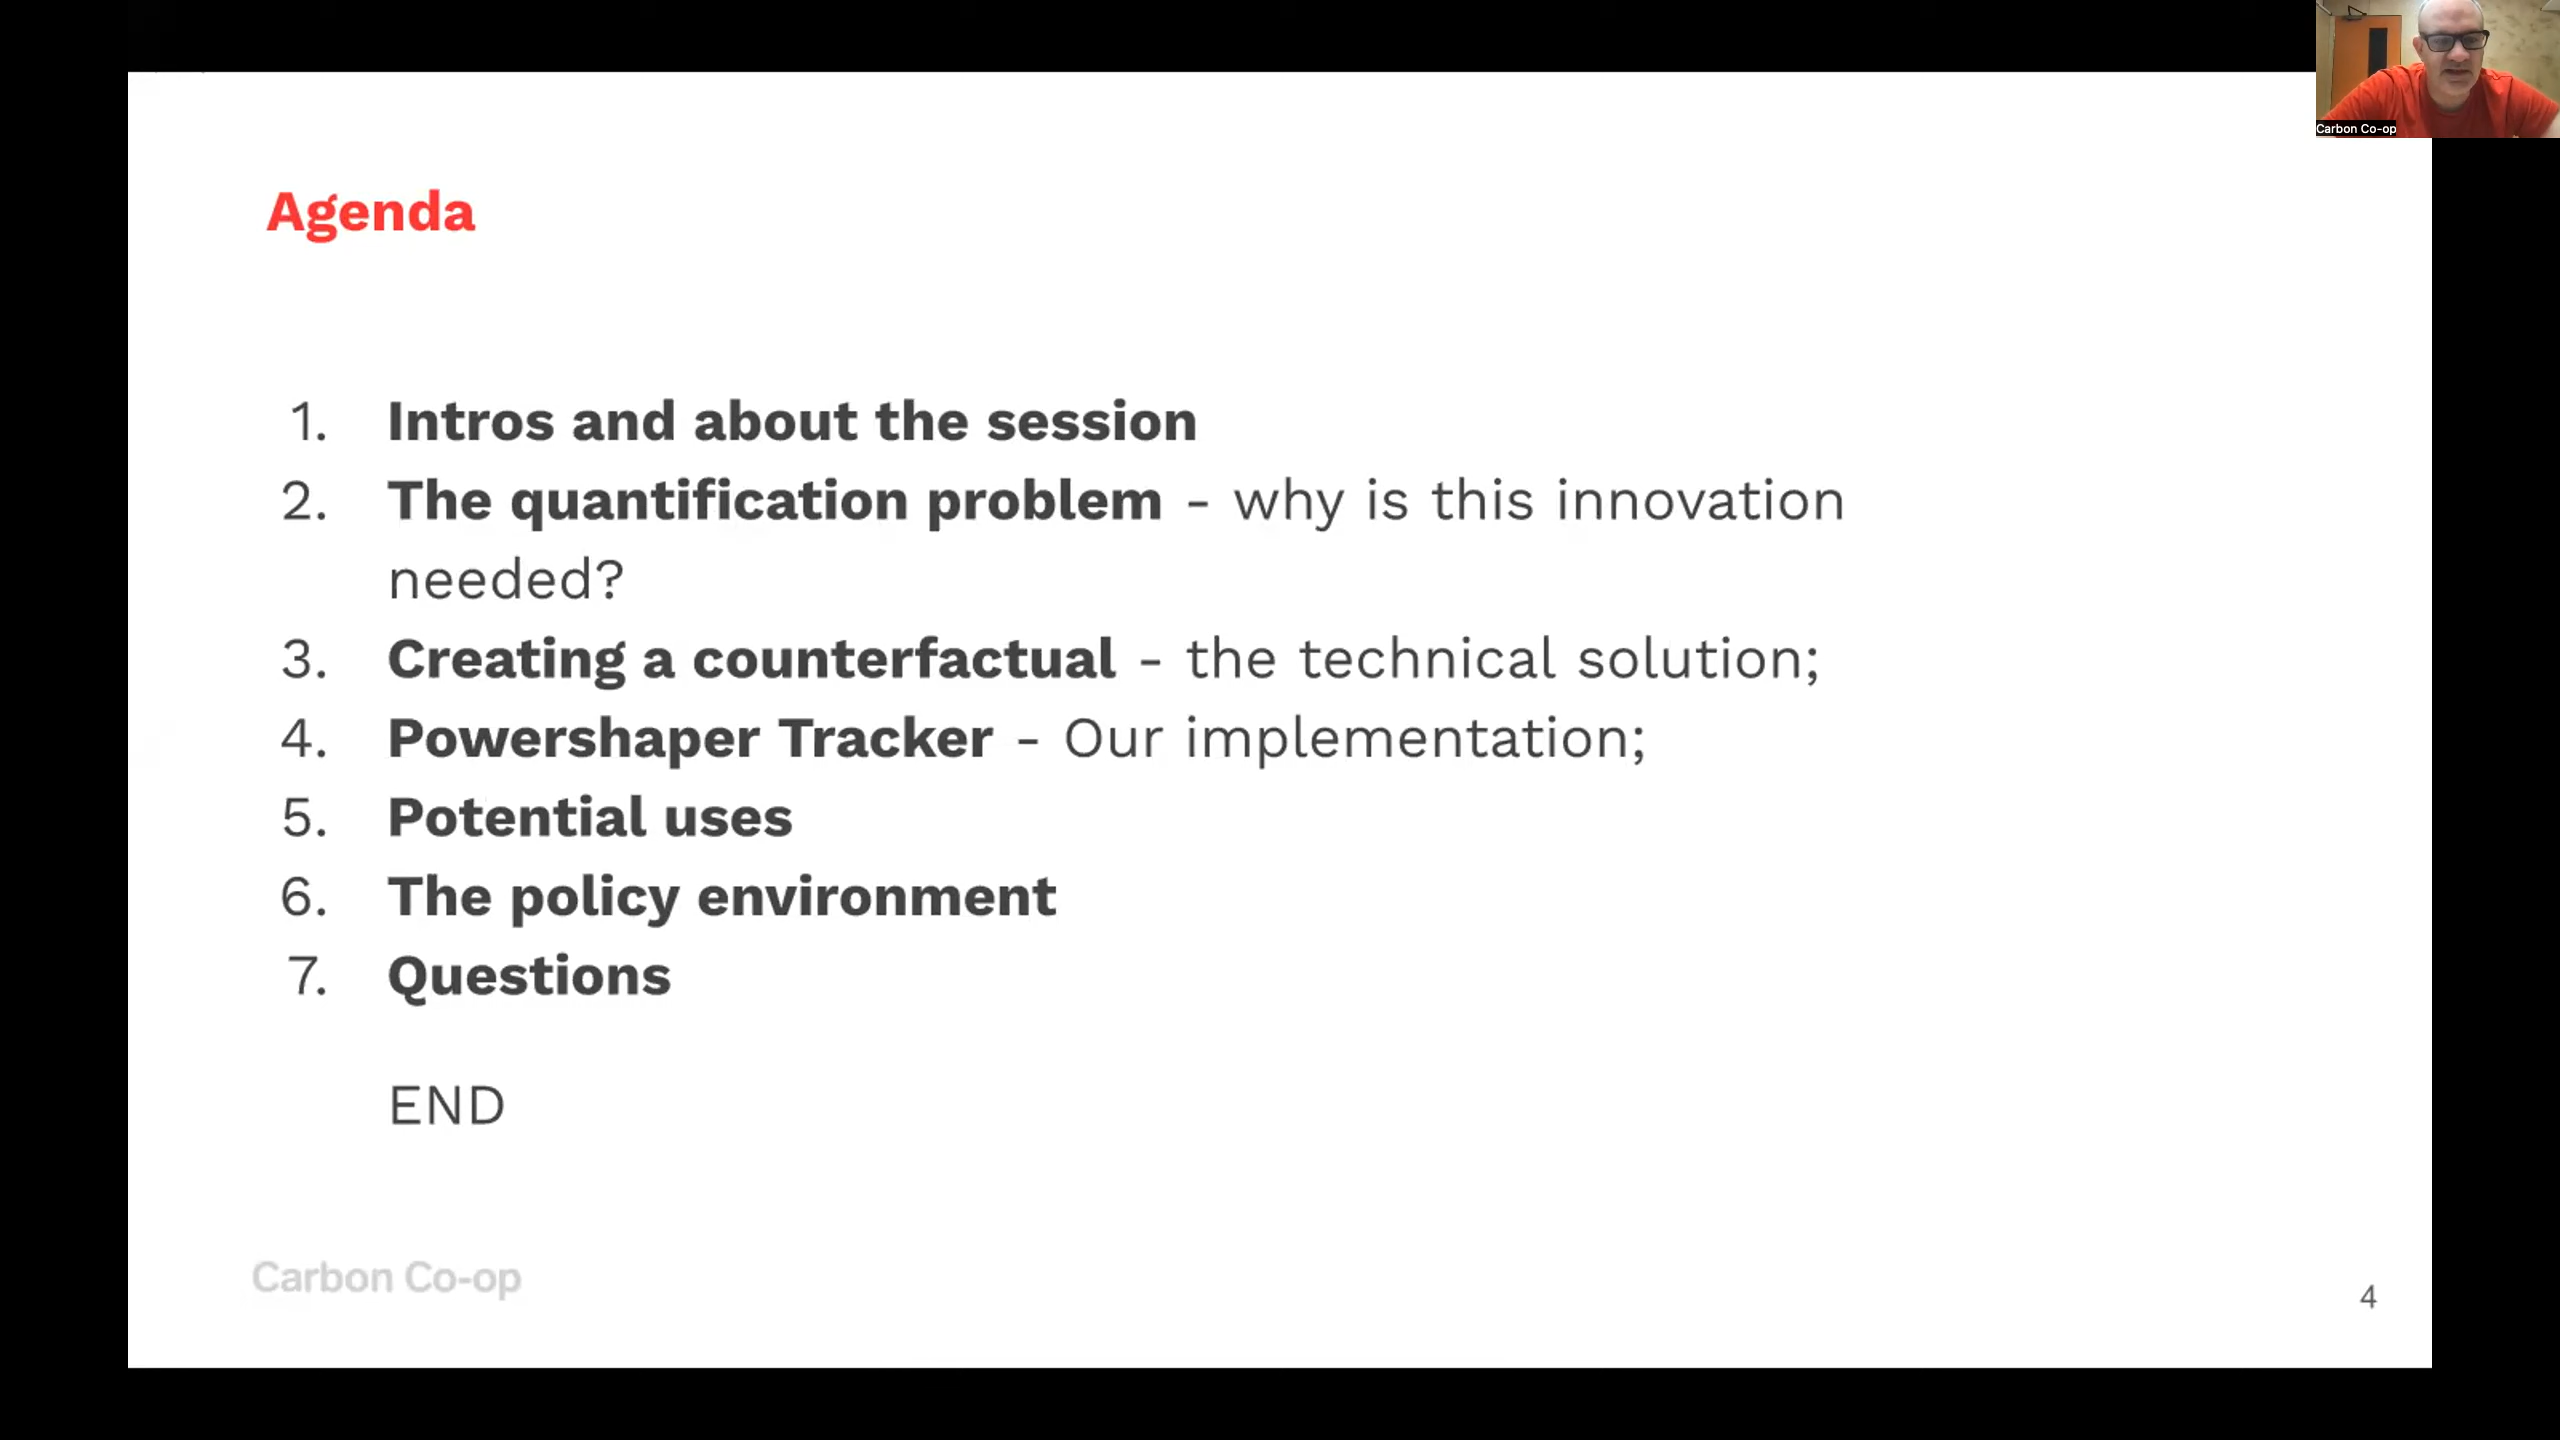 Carbon Co-op
Agenda
1. Intros and about the session
2. The quantification problem - why is this innovation
needed?
3. Creating a counterfactual - the technical solution;
4. Powershaper Tracker - Our implementation;
5. Potential uses
6. The policy environment
7. Questions
END
Carbon Co-op
4